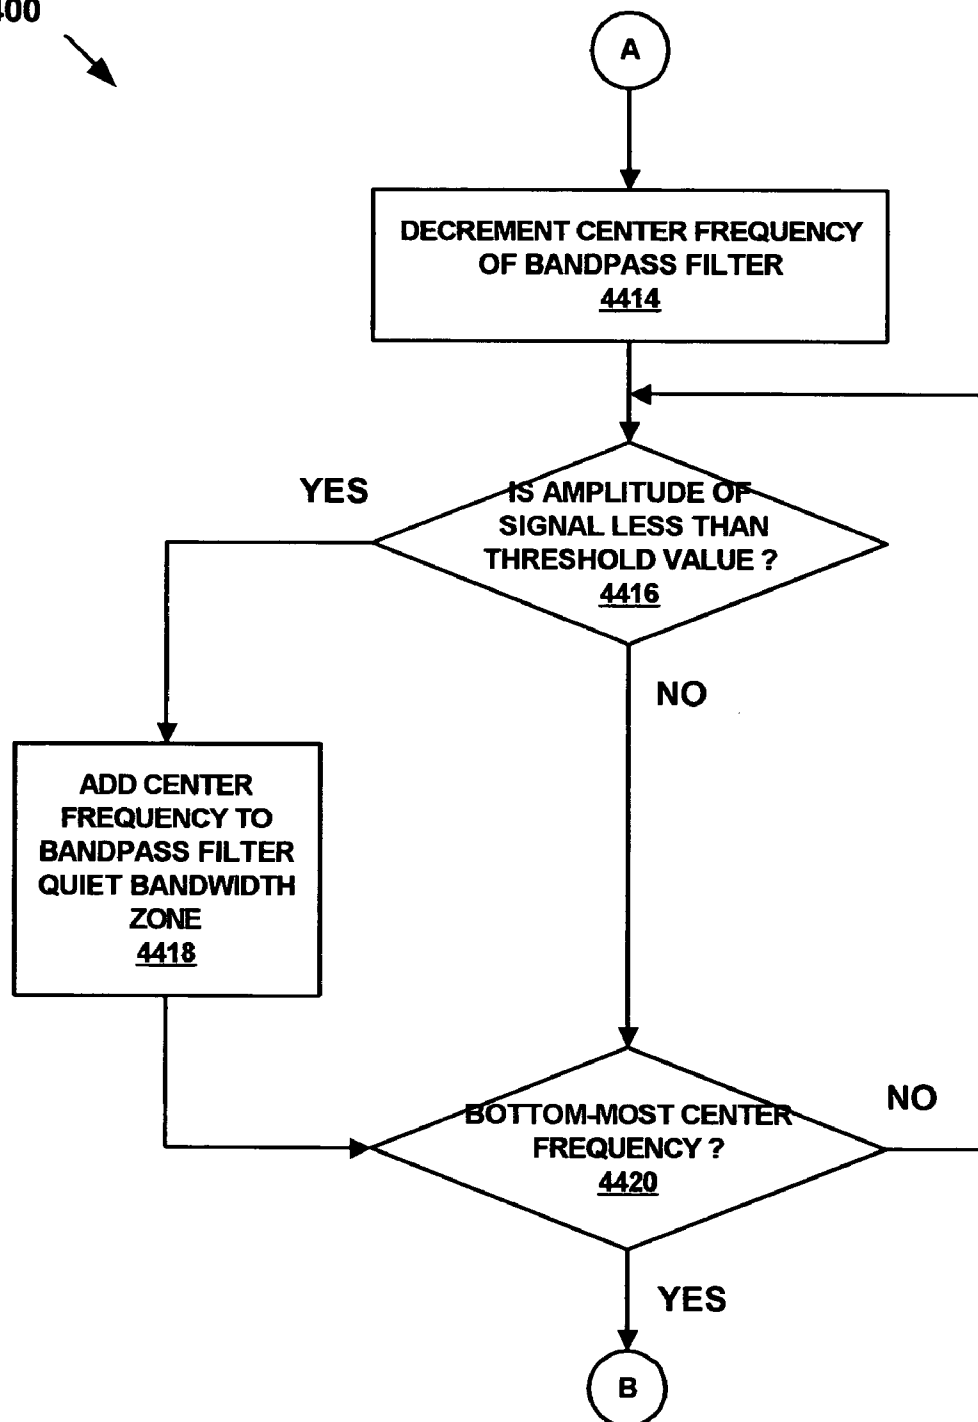 A
DECREMENT CENTER FREQUENCY
OF BANDPASS FILTER
4414
YES
IS AMPLITUDE OF
SIGNAL LESS THAN
THRESHOLD VALUE ?
4416
NO
ADD CENTER
FREQUENCY TO
BANDPASS FILTER
QUIET BANDWIDTH
ZONE
4418
BOTTOM-MOST CENTER
FREQUENCY ?
4420
NO
YES
B